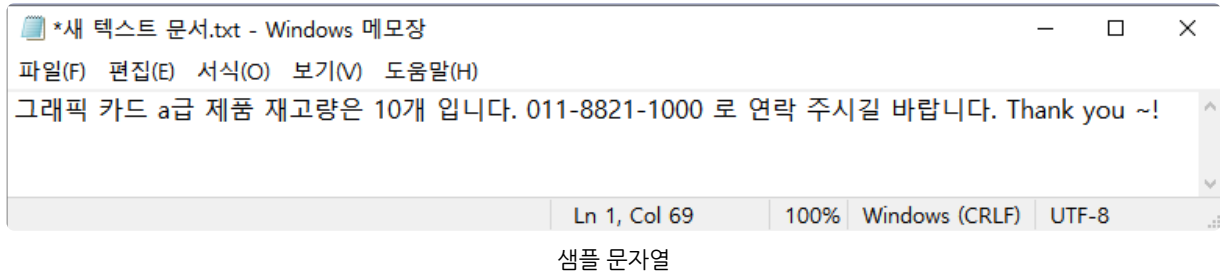 *새 텍스트 문서.txt - Windows 메모장
파일(F) 편집(E) 서식(O) 보기(V) 도움말(H)
그래픽 카드 a급 제품 재고량은 10개 입니다. 011-8821-1000 로 연락 주시길 바랍니다. Thank you ~!
Ln 1, Col 69 100% Windows (CRLF) UTF-8
샘플 문자열